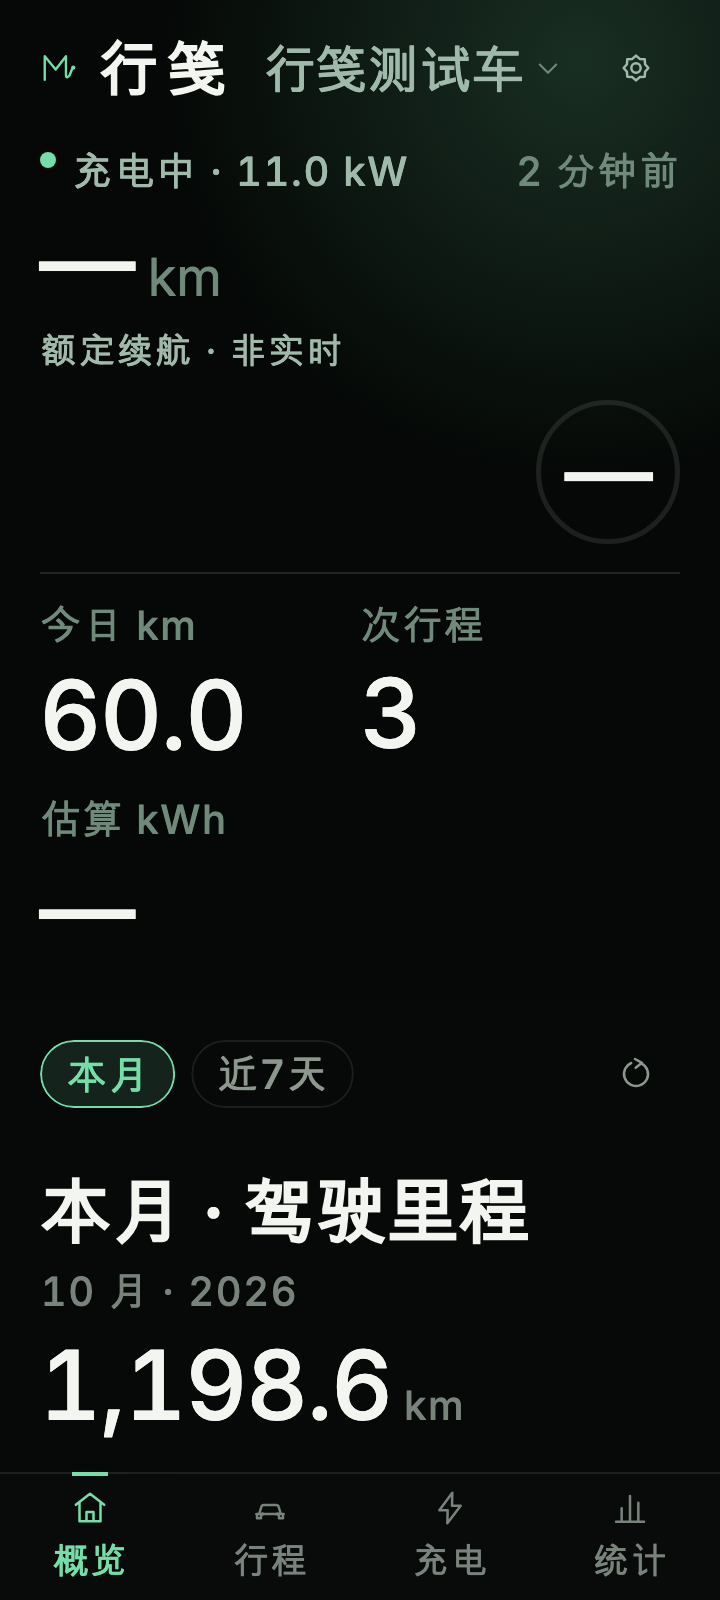 行笺 行笺测试车
充电中 · 11.0 kW 2 分钟前
— km
额定续航 · 非实时
—
今日 km 次行程
60.0 3
估算 kWh
—
本月 近7天
本月 · 驾驶里程
10 月 · 2026
1,198.6 km
概览 行程 充电 统计